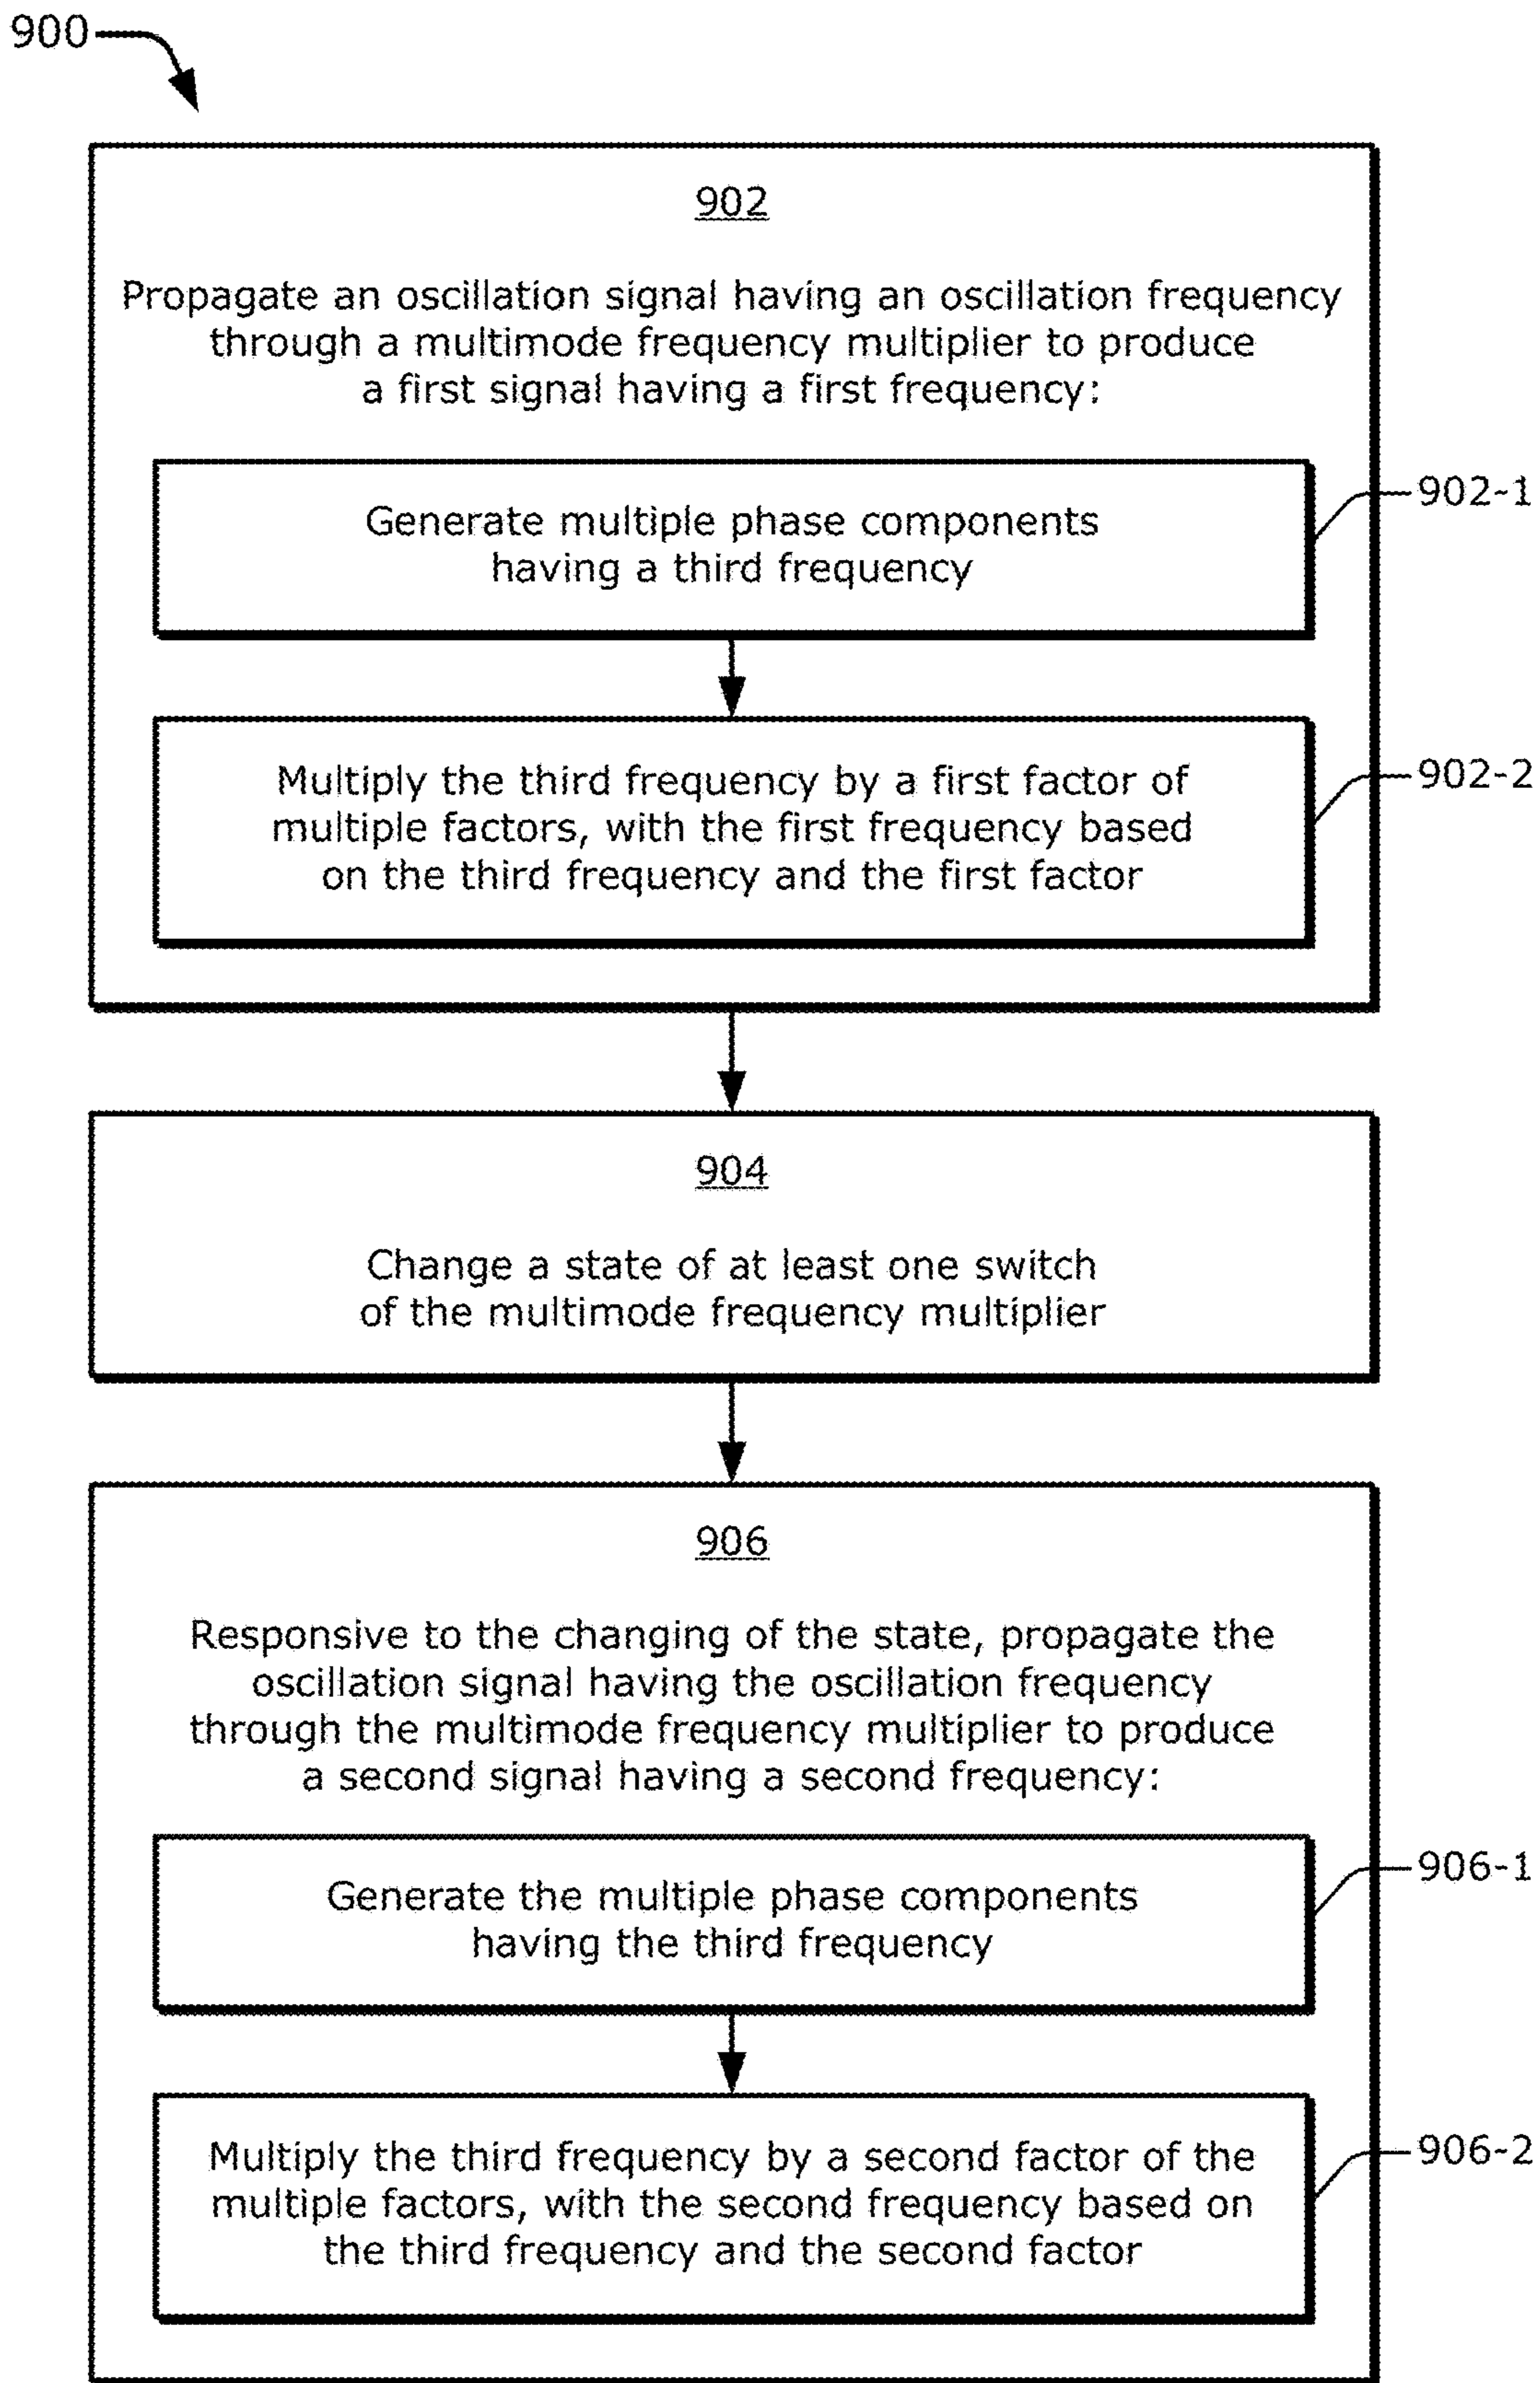 900
902
Propagate an oscillation signal having an oscillation frequency
through a multimode frequency multiplier to produce
a first signal having a first frequency:
Generate multiple phase components
having a third frequency
902-1
Multiply the third frequency by a first factor of
multiple factors, with the first frequency based
on the third frequency and the first factor
902-2
904
Change a state of at least one switch
of the multimode frequency multiplier
906
Responsive to the changing of the state, propagate the
oscillation signal having the oscillation frequency
through the multimode frequency multiplier to produce
a second signal having a second frequency:
Generate the multiple phase components
having the third frequency
906-1
Multiply the third frequency by a second factor of the
multiple factors, with the second frequency based on
the third frequency and the second factor
906-2